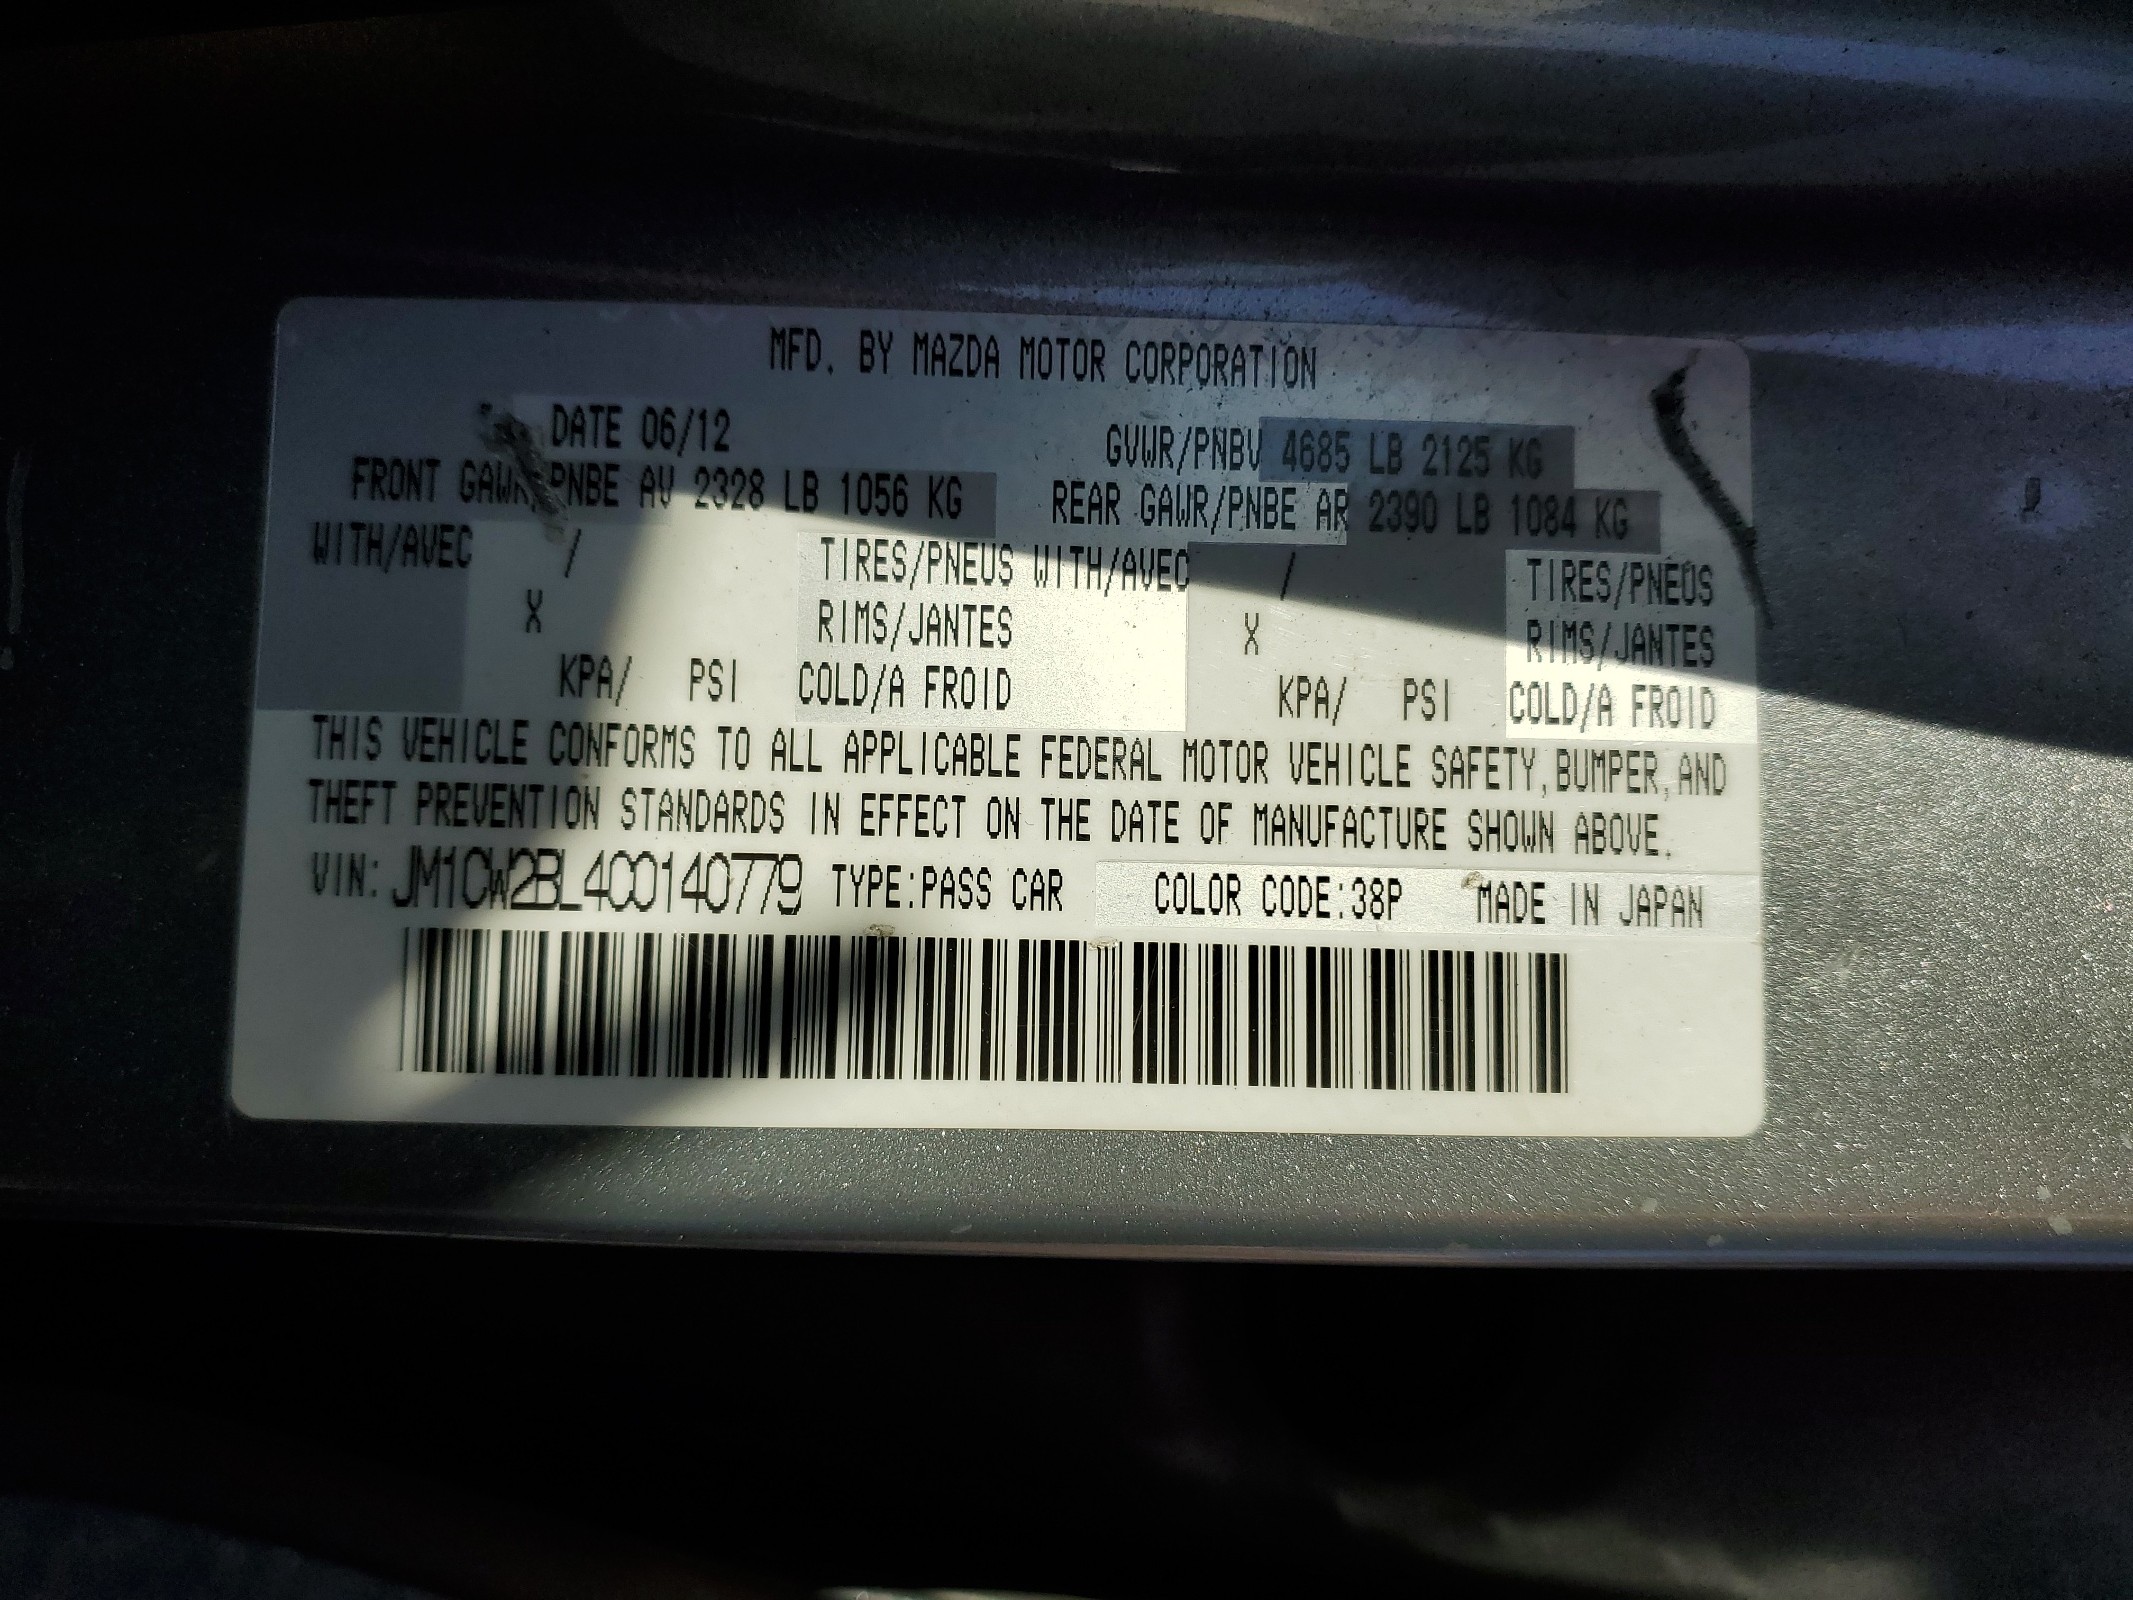 MFD. BY MAZDA MOTOR CORPORATION
DATE 06/12 GVWR/PNBV 4685 LB 2125 KG
FRONT GAWR/PNBE AV 2328 LB 1056 KG REAR GAWR/PNBE AR 2390 LB 1084 KG
WITH/AVEC / TIRES/PNEUS WITH/AVEC / TIRES/PNEUS
X RIMS/JANTES X RIMS/JANTES
KPA/ PSI COLD/A FROID KPA/ PSI COLD/A FROID
THIS VEHICLE CONFORMS TO ALL APPLICABLE FEDERAL MOTOR VEHICLE SAFETY,BUMPER,AND
THEFT PREVENTION STANDARDS IN EFFECT ON THE DATE OF MANUFACTURE SHOWN ABOVE.
VIN: JM1CW2BL4C0140779 TYPE:PASS CAR COLOR CODE:38P MADE IN JAPAN